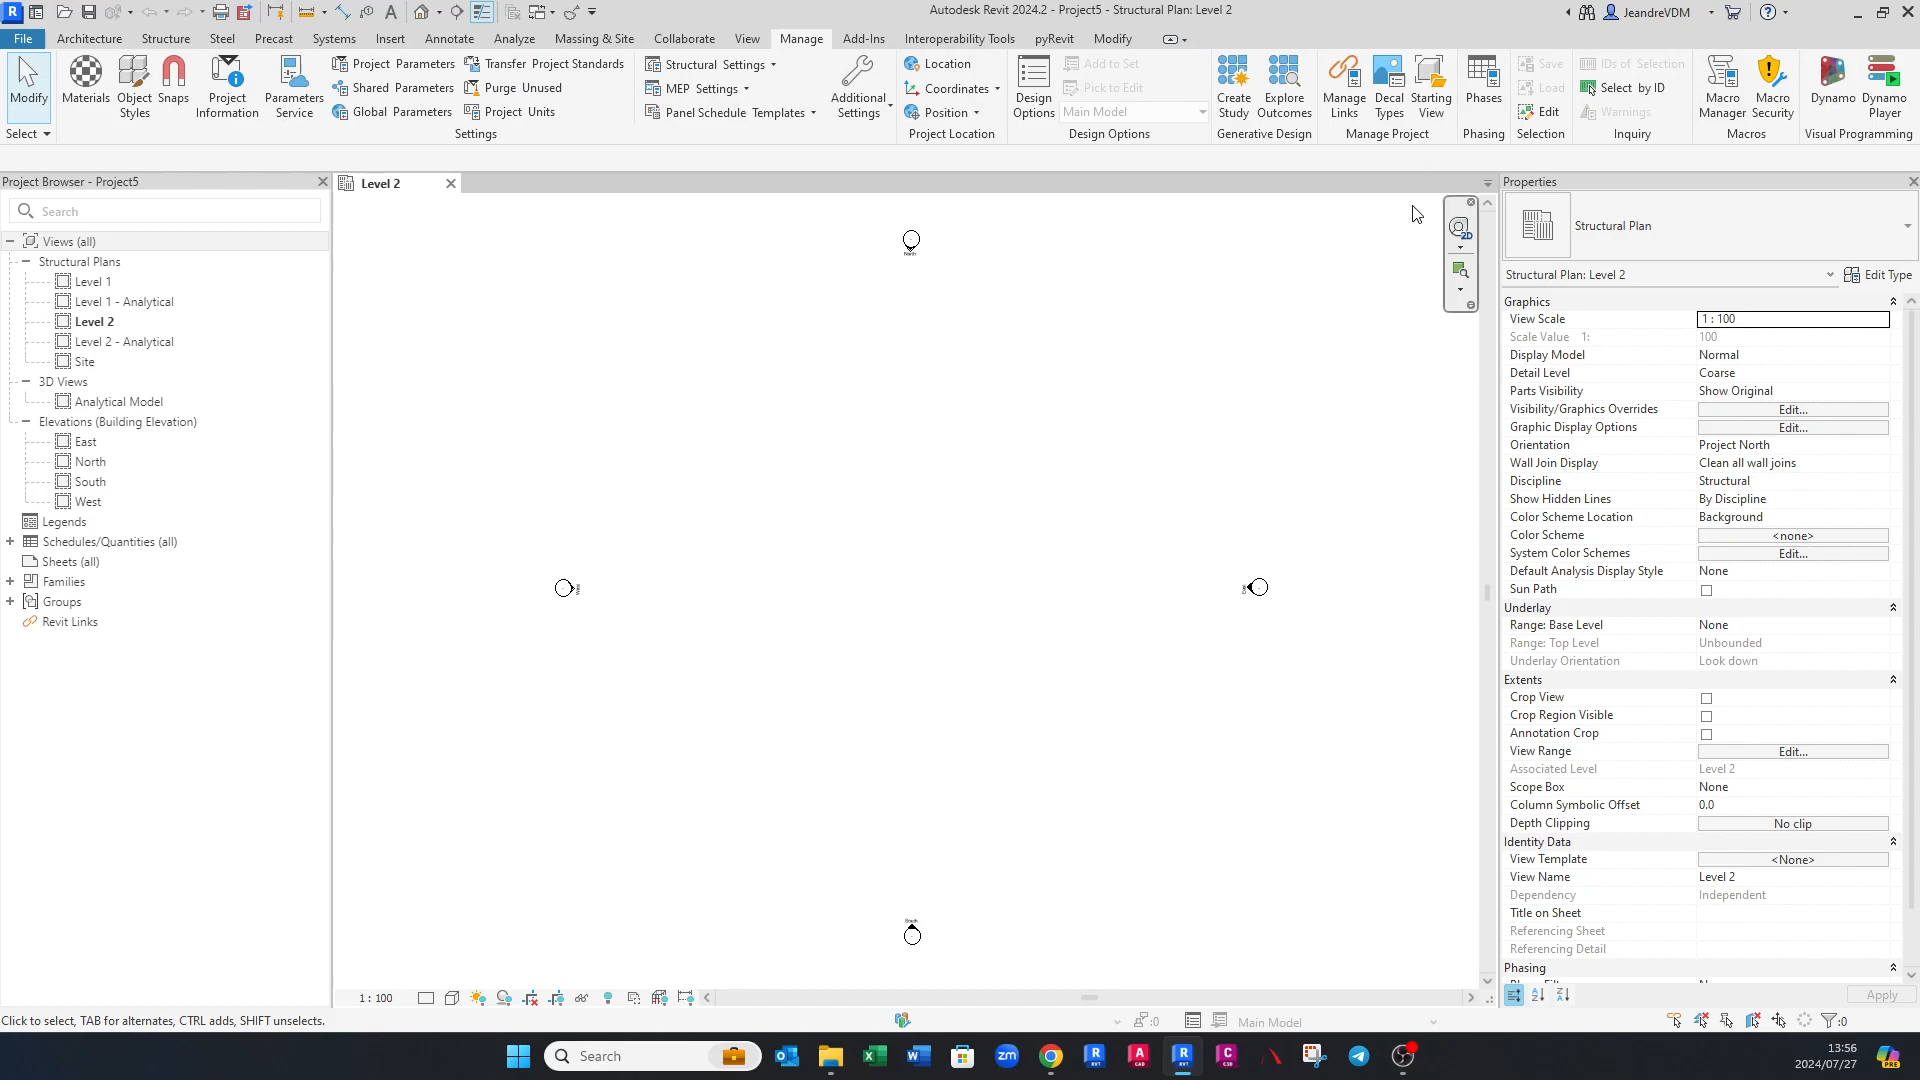 Autodesk Revit 2024.2 - Project5 - Structural Plan: Level 2
JeandreVDM
File Architecture Structure Steel Precast Systems Insert Annotate Analyze Massing & Site Collaborate View Manage Add-Ins Interoperability Tools pyRevit Modify
Modify
Materials
Object Styles
Snaps
Project Information
Parameters Service
Project Parameters
Shared Parameters
Global Parameters
Transfer Project Standards
Purge Unused
Project Units
Structural Settings
MEP Settings
Panel Schedule Templates
Additional Settings
Location
Coordinates
Position
Design Options
Add to Set
Pick to Edit
Main Model
Create Study
Explore Outcomes
Manage Links
Decal Types
Starting View
Phases
Save
Load
Edit
IDs of Selection
Select by ID
Warnings
Macro Manager
Macro Security
Dynamo
Dynamo Player
Select Settings Project Location Design Options Generative Design Manage Project Phasing Selection Inquiry Macros Visual Programming
Project Browser - Project5
Search
Views (all)
Structural Plans
Level 1
Level 1 - Analytical
Level 2
Level 2 - Analytical
Site
3D Views
Analytical Model
Elevations (Building Elevation)
East
North
South
West
Legends
Schedules/Quantities (all)
Sheets (all)
Families
Groups
Revit Links
Level 2
North
West
East
South
2D
1 : 100
Properties
Structural Plan
Structural Plan: Level 2 Edit Type
Graphics
View Scale 1 : 100
Scale Value 1: 100
Display Model Normal
Detail Level Coarse
Parts Visibility Show Original
Visibility/Graphics Overrides Edit...
Graphic Display Options Edit...
Orientation Project North
Wall Join Display Clean all wall joins
Discipline Structural
Show Hidden Lines By Discipline
Color Scheme Location Background
Color Scheme <none>
System Color Schemes Edit...
Default Analysis Display Style None
Sun Path
Underlay
Range: Base Level None
Range: Top Level Unbounded
Underlay Orientation Look down
Extents
Crop View
Crop Region Visible
Annotation Crop
View Range Edit...
Associated Level Level 2
Scope Box None
Column Symbolic Offset 0.0
Depth Clipping No clip
Identity Data
View Template <None>
View Name Level 2
Dependency Independent
Title on Sheet
Referencing Sheet
Referencing Detail
Phasing
Apply
Click to select, TAB for alternates, CTRL adds, SHIFT unselects.
:0
Main Model
:0
Search
13:56
2024/07/27